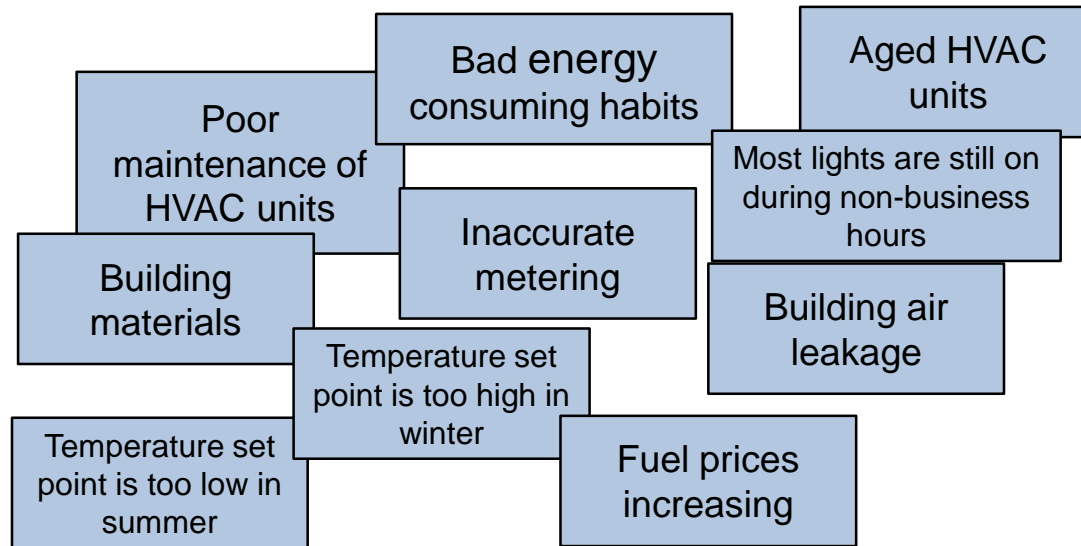 Bad energy
consuming habits
Aged HVAC
units
Poor
maintenance of
HVAC units
Most lights are still on
during non-business
hours
Inaccurate
metering
Building
materials
Building air
leakage
Temperature set
point is too high in
winter
Temperature set
point is too low in
summer
Fuel prices
increasing